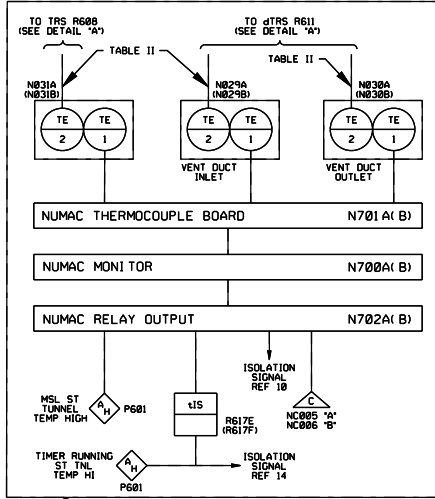 TO TRS R608
(SEE DETAIL "A")
TO dTRS R611
(SEE DETAIL "A")
TABLE II
TABLE II
N031A
(N031B)
N029A
(N029B)
N030A
(N030B)
TE
2
TE
1
TE
2
TE
1
TE
2
TE
1
VENT DUCT
INLET
VENT DUCT
OUTLET
NUMAC THERMOCOUPLE BOARD N701A(B)
NUMAC MONITOR N700A(B)
NUMAC RELAY OUTPUT N702A(B)
MSL ST
TUNNEL
TEMP HIGH
A
H
P601
tIS
R617E
(R617F)
ISOLATION
SIGNAL
REF 10
C
NC005 "A"
NC006 "B"
TIMER RUNNING
ST TNL
TEMP HI
A
H
P601
ISOLATION
SIGNAL
REF 14